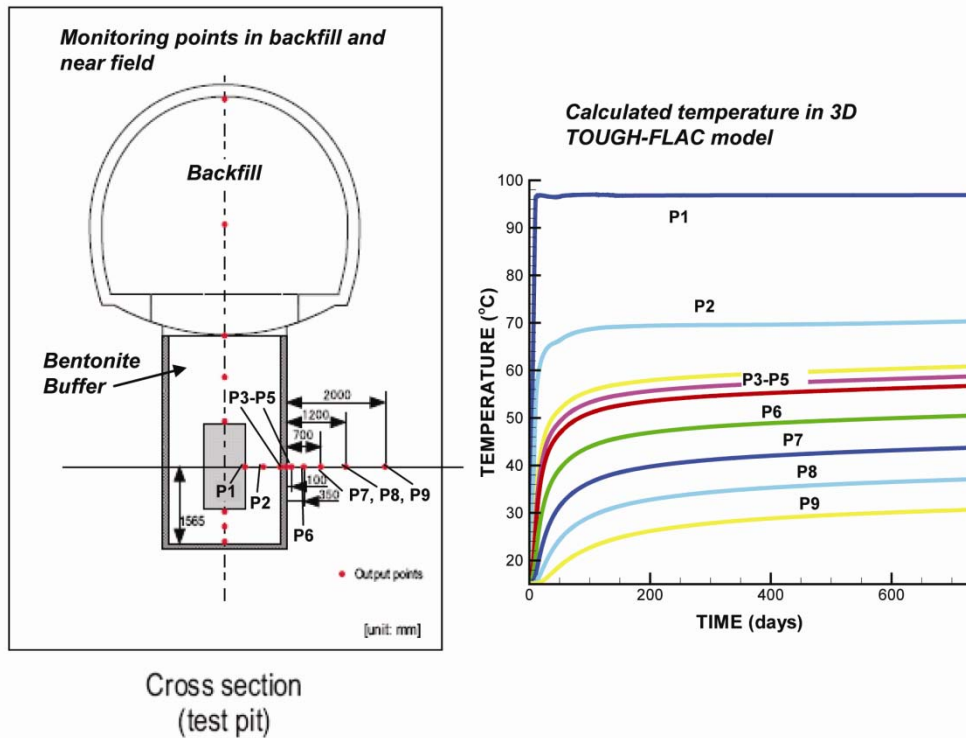 Monitoring points in backfill and
near field
Backfill
Bentonite
Buffer
P3-P5
2000
1200
700
P1
P2
100
350
P7, P8, P9
P6
1565
Output points
[unit: mm]
Cross section
(test pit)
Calculated temperature in 3D
TOUGH-FLAC model
100
90
80
70
60
50
40
30
20
TEMPERATURE (°C)
P1
P2
P3-P5
P6
P7
P8
P9
0
200
400
600
TIME (days)